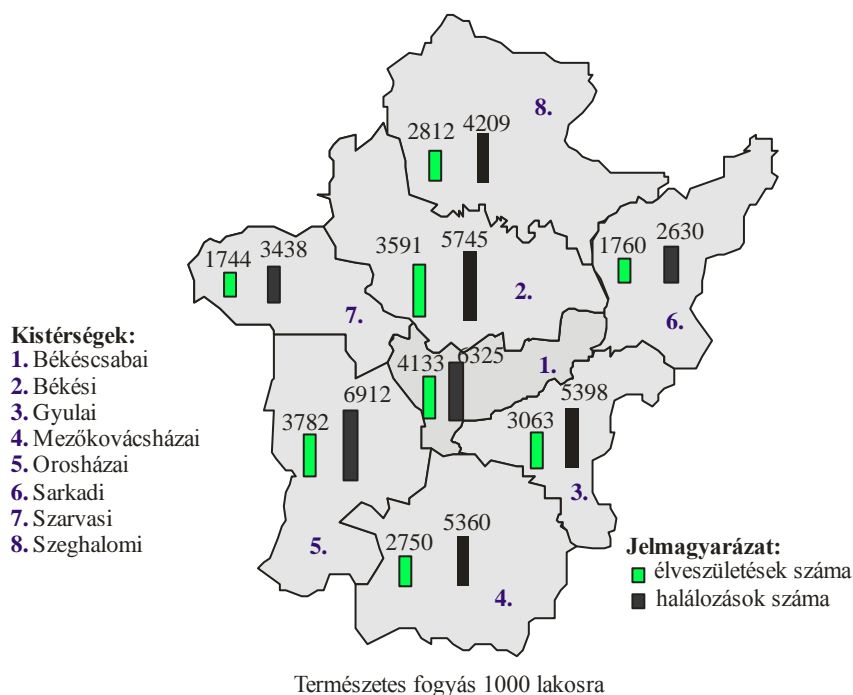 8.
2812 4209
3591 5745
2.
1744 3438
7.
1760 2630
6.
Kistérségek:
1. Békéscsabai
2. Békési
3. Gyulai
4. Mezőkovácsházai
5. Orosházai
6. Sarkadi
7. Szarvasi
8. Szeghalomi
4133 6325
1.
3782 6912
5.
3063 5398
3.
2750 5360
4.
Jelmagyarázat:
élveszületések száma
halálozások száma
Természetes fogyás 1000 lakosra